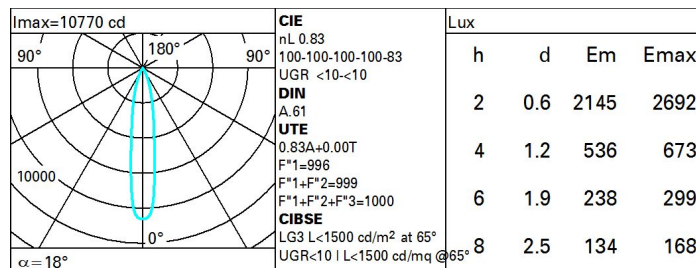 Imax=10770 cd
90° 180° 90°
10000
0°
α=18°
CIE
nL 0.83
100-100-100-100-83
UGR <10-<10
DIN
A.61
UTE
0.83A+0.00T
F"1=996
F"1+F"2=999
F"1+F"2+F"3=1000
CIBSE
LG3 L<1500 cd/m² at 65°
UGR<10 | L<1500 cd/mq @65°
Lux
h d Em Emax
2 0.6 2145 2692
4 1.2 536 673
6 1.9 238 299
8 2.5 134 168